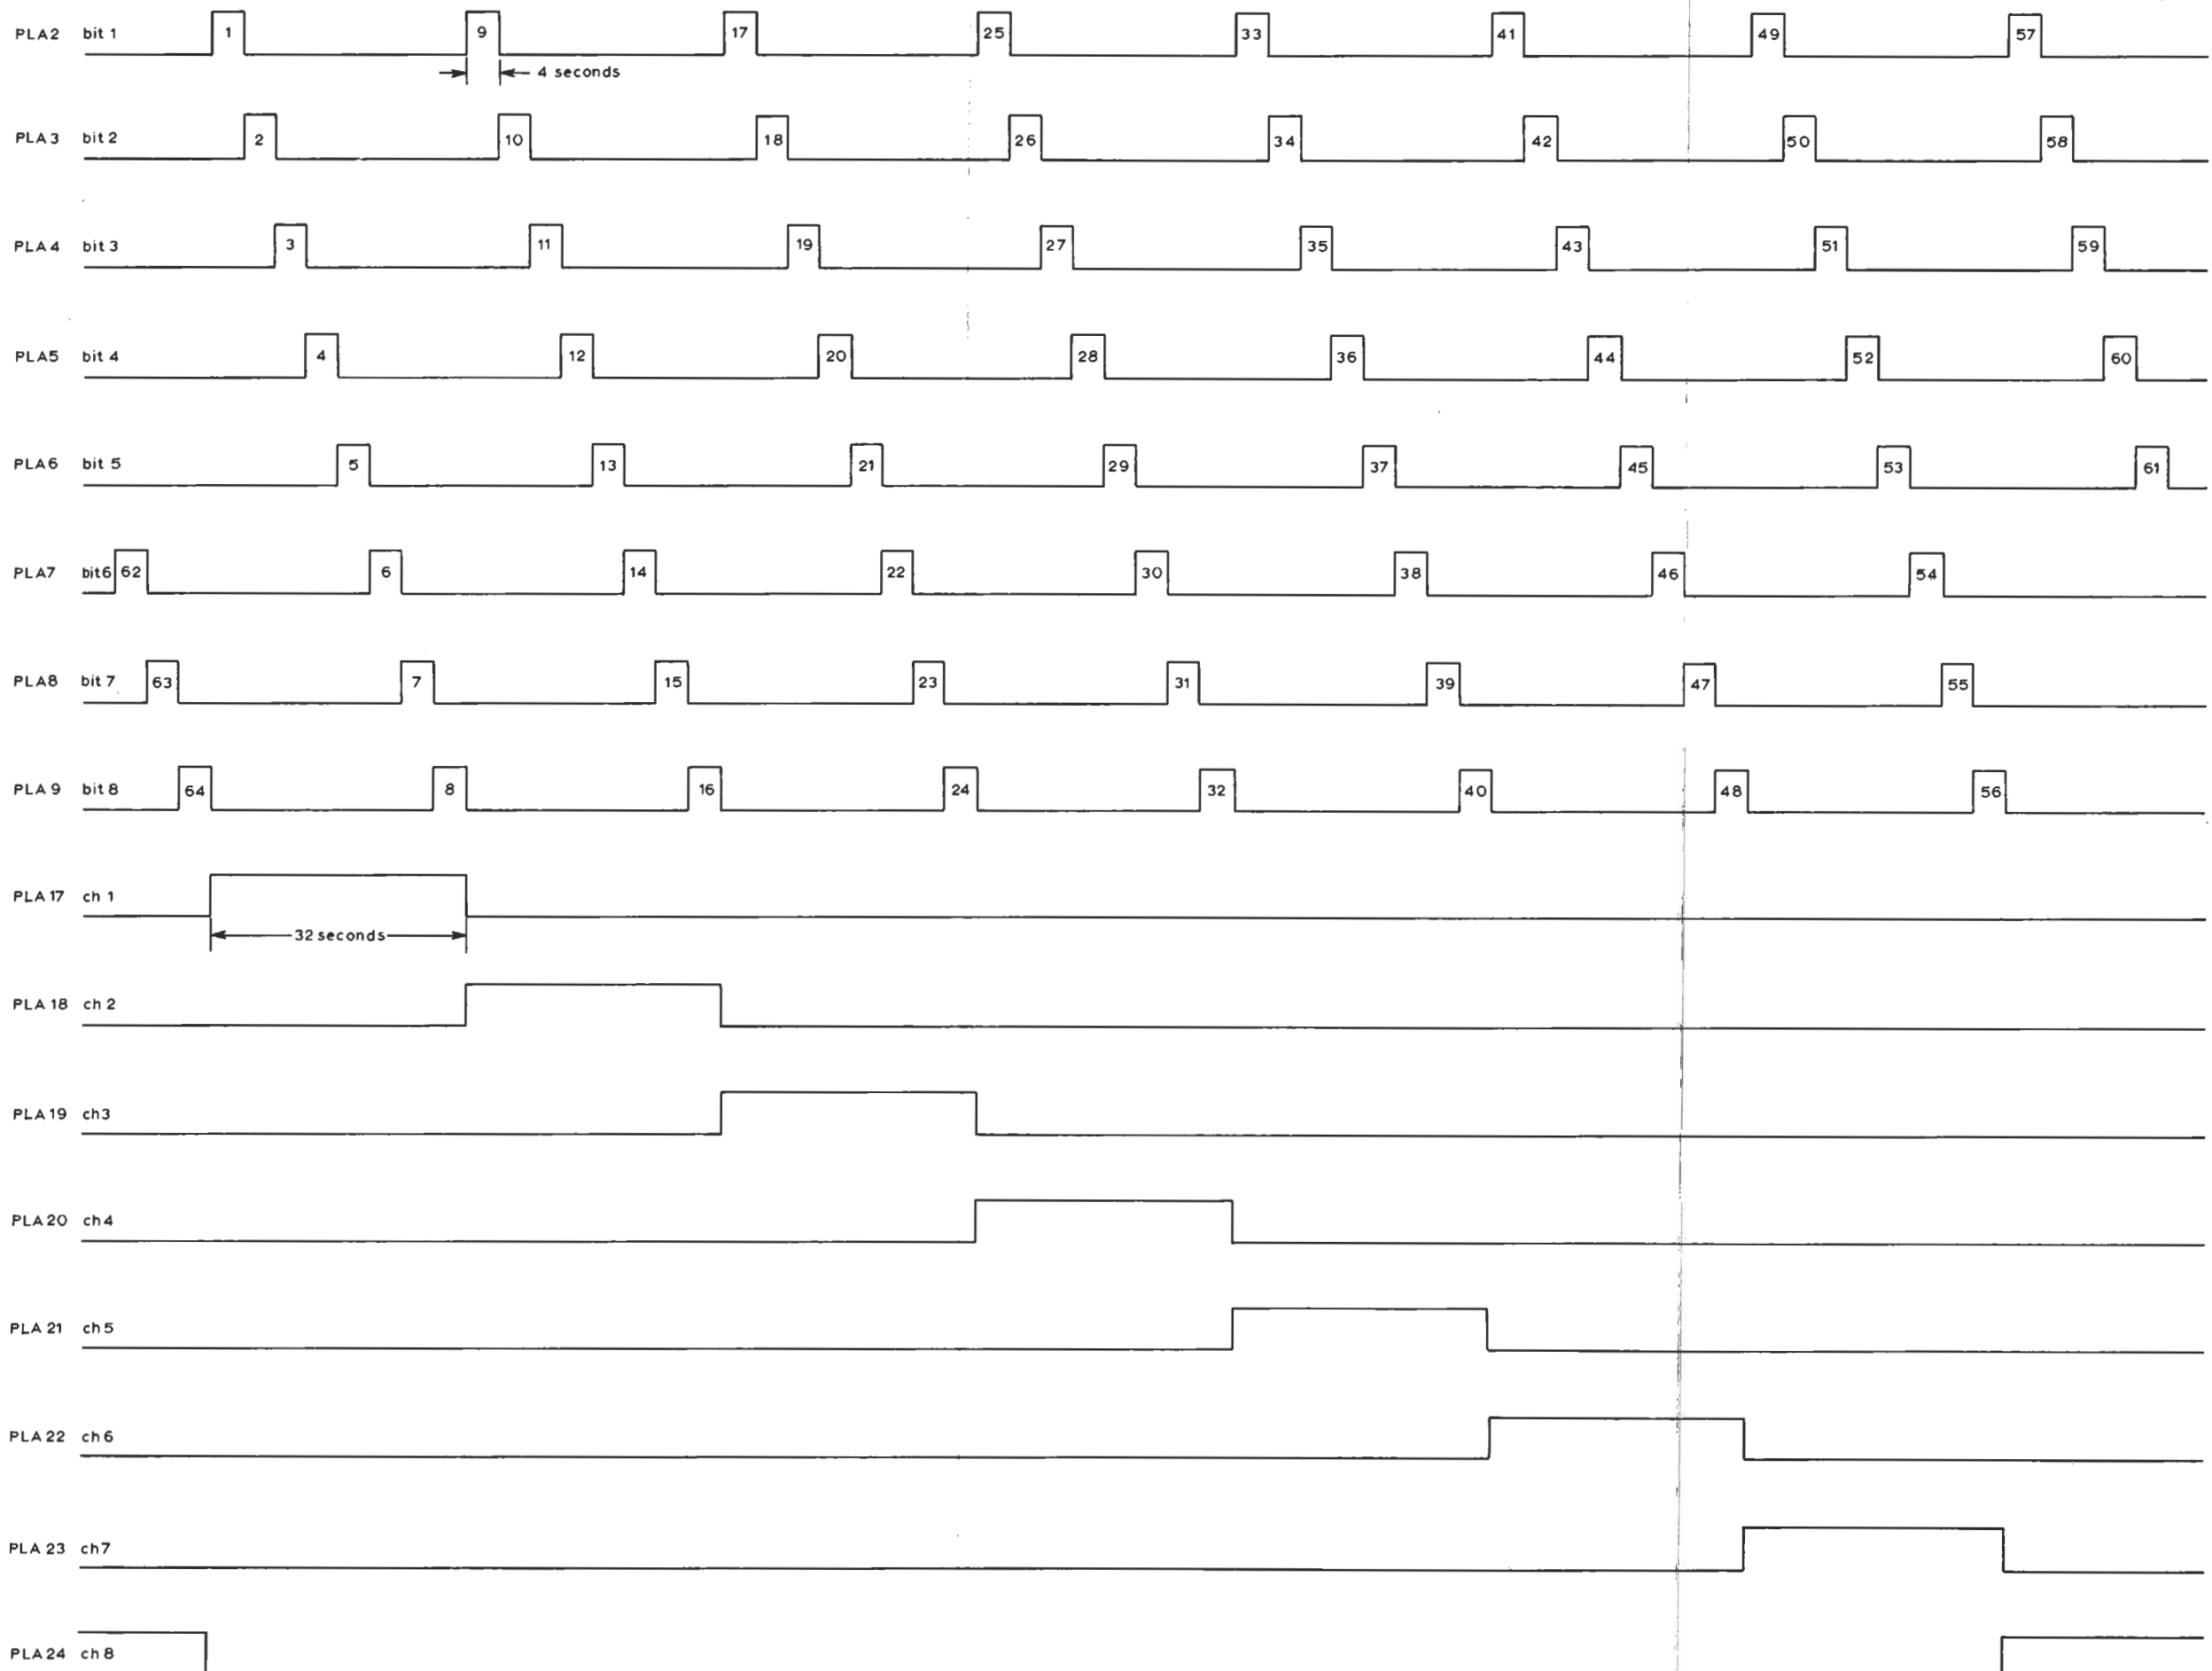 PLA2 bit 1 1 9 17 25 33 41 49 57
4 seconds
PLA3 bit 2 2 10 18 26 34 42 50 58
PLA4 bit 3 3 11 19 27 35 43 51 59
PLA5 bit 4 4 12 20 28 36 44 52 60
PLA6 bit 5 5 13 21 29 37 45 53 61
PLA7 bit6 62 6 14 22 30 38 46 54
PLA8 bit 7 63 7 15 23 31 39 47 55
PLA9 bit 8 64 8 16 24 32 40 48 56
PLA17 ch 1
32 seconds
PLA18 ch 2
PLA19 ch3
PLA20 ch4
PLA21 ch5
PLA22 ch6
PLA23 ch7
PLA24 ch8